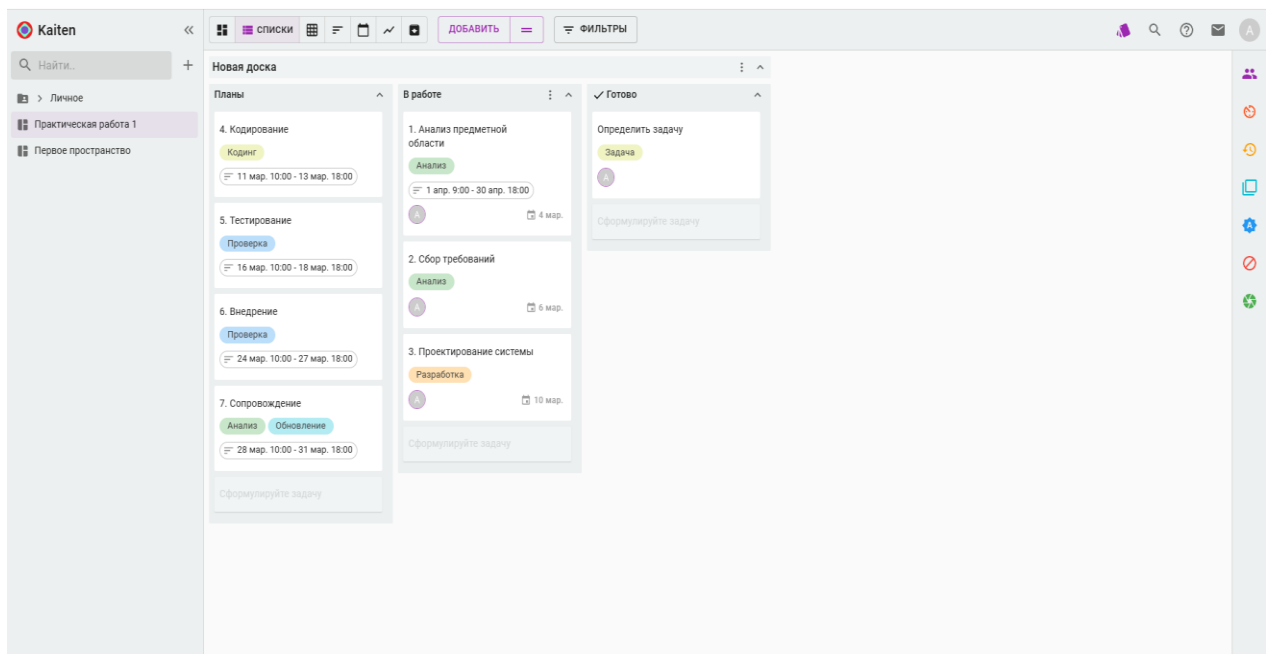 Kaiten
СПИСКИ
ДОБАВИТЬ
ФИЛЬТРЫ
A
Найти..
Личное
Практическая работа 1
Первое пространство
Новая доска
Планы
4. Кодирование
Кодинг
11 мар. 10:00 - 13 мар. 18:00
5. Тестирование
Проверка
16 мар. 10:00 - 18 мар. 18:00
6. Внедрение
Проверка
24 мар. 10:00 - 27 мар. 18:00
7. Сопровождение
Анализ Обновление
28 мар. 10:00 - 31 мар. 18:00
Сформулируйте задачу
В работе
1. Анализ предметной
области
Анализ
1 апр. 9:00 - 30 апр. 18:00
A 4 мар.
2. Сбор требований
Анализ
A 6 мар.
3. Проектирование системы
Разработка
A 10 мар.
Сформулируйте задачу
Готово
Определить задачу
Задача
A
Сформулируйте задачу
A